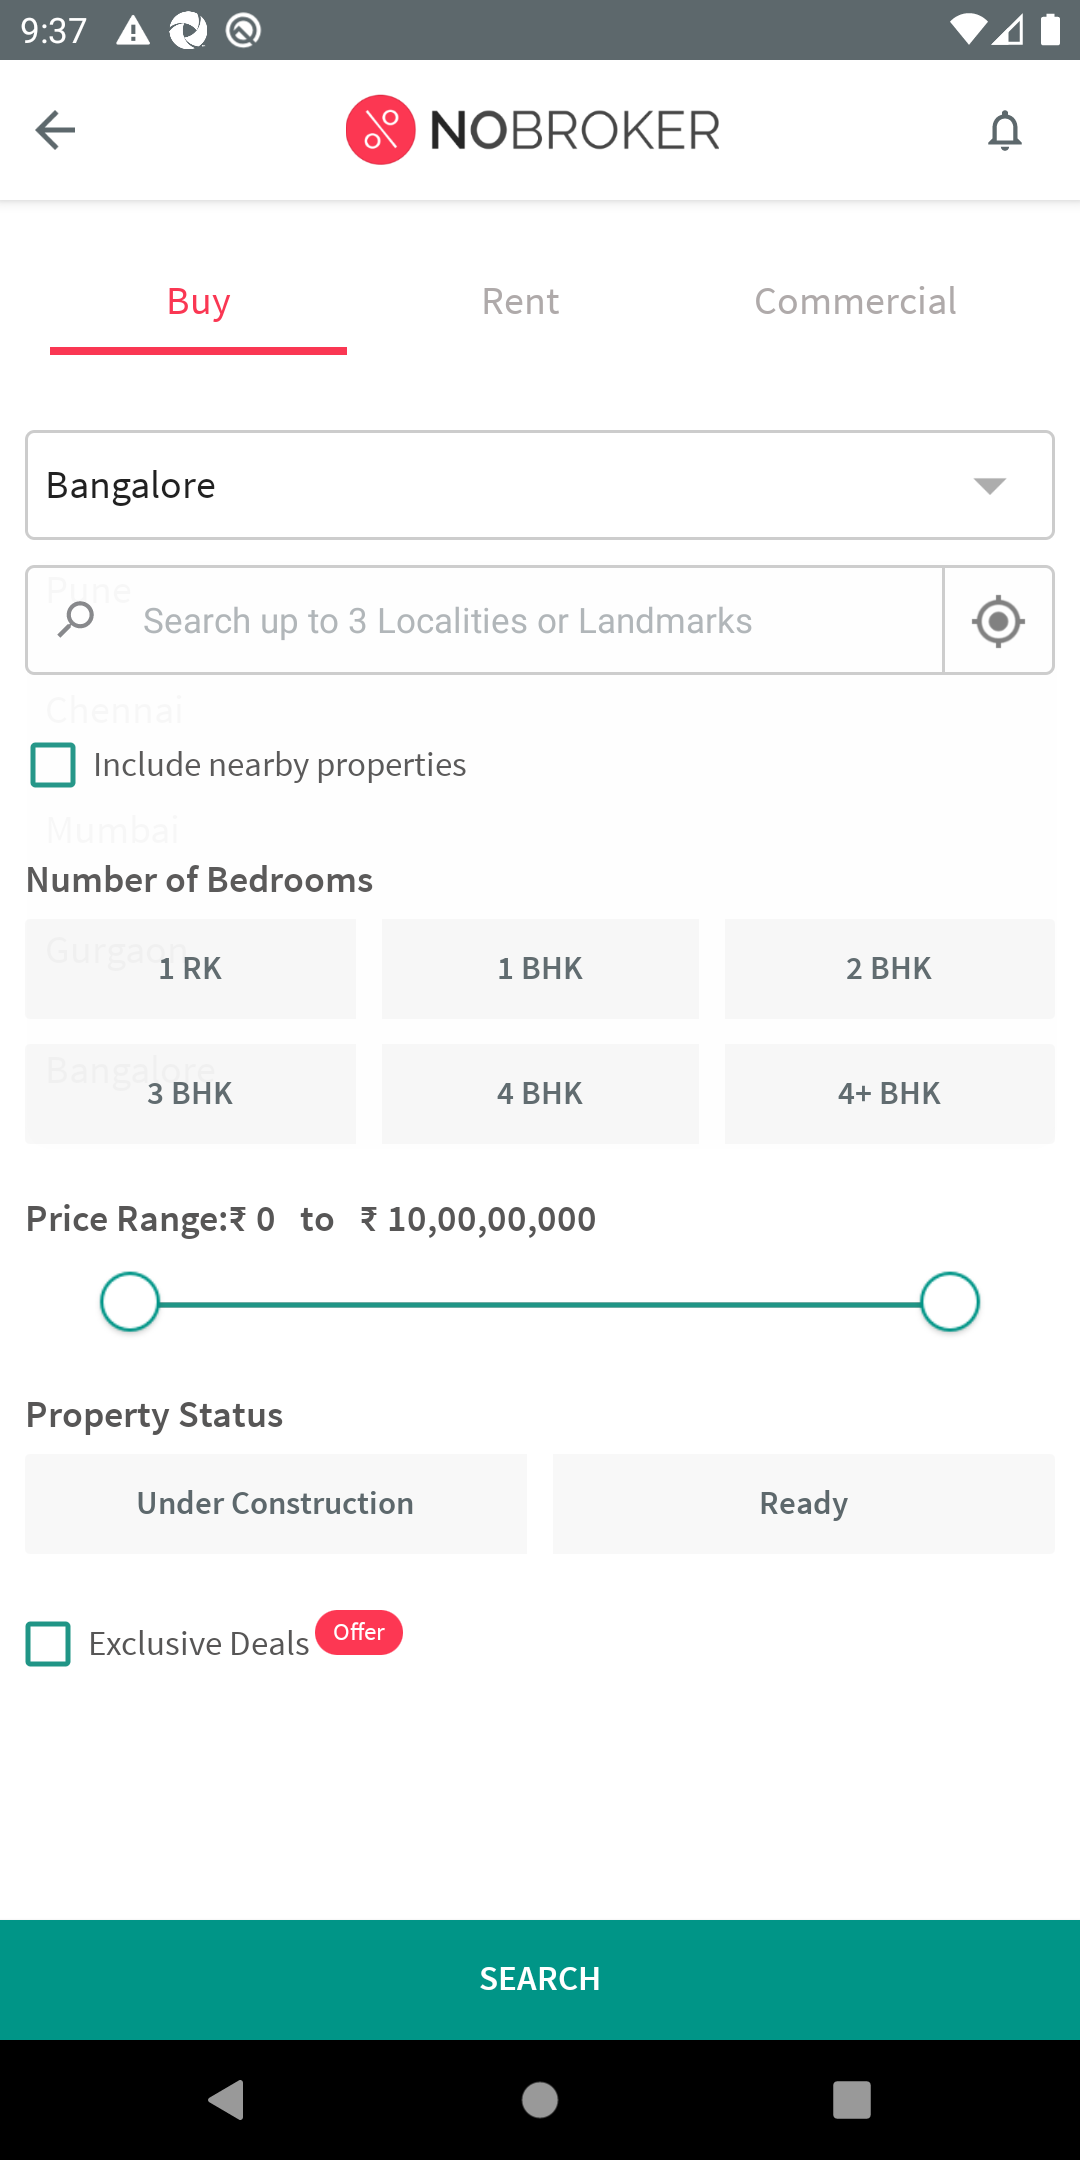 9:37
NOBROKER
Buy Rent Commercial
Bangalore
Pune
Search up to 3 Localities or Landmarks
Chennai
Include nearby properties
Mumbai
Number of Bedrooms
Gurgaon
1 RK 1 BHK 2 BHK
Bangalore
3 BHK 4 BHK 4+ BHK
Price Range:₹ 0 to ₹ 10,00,00,000
Property Status
Under Construction Ready
Exclusive Deals Offer
SEARCH